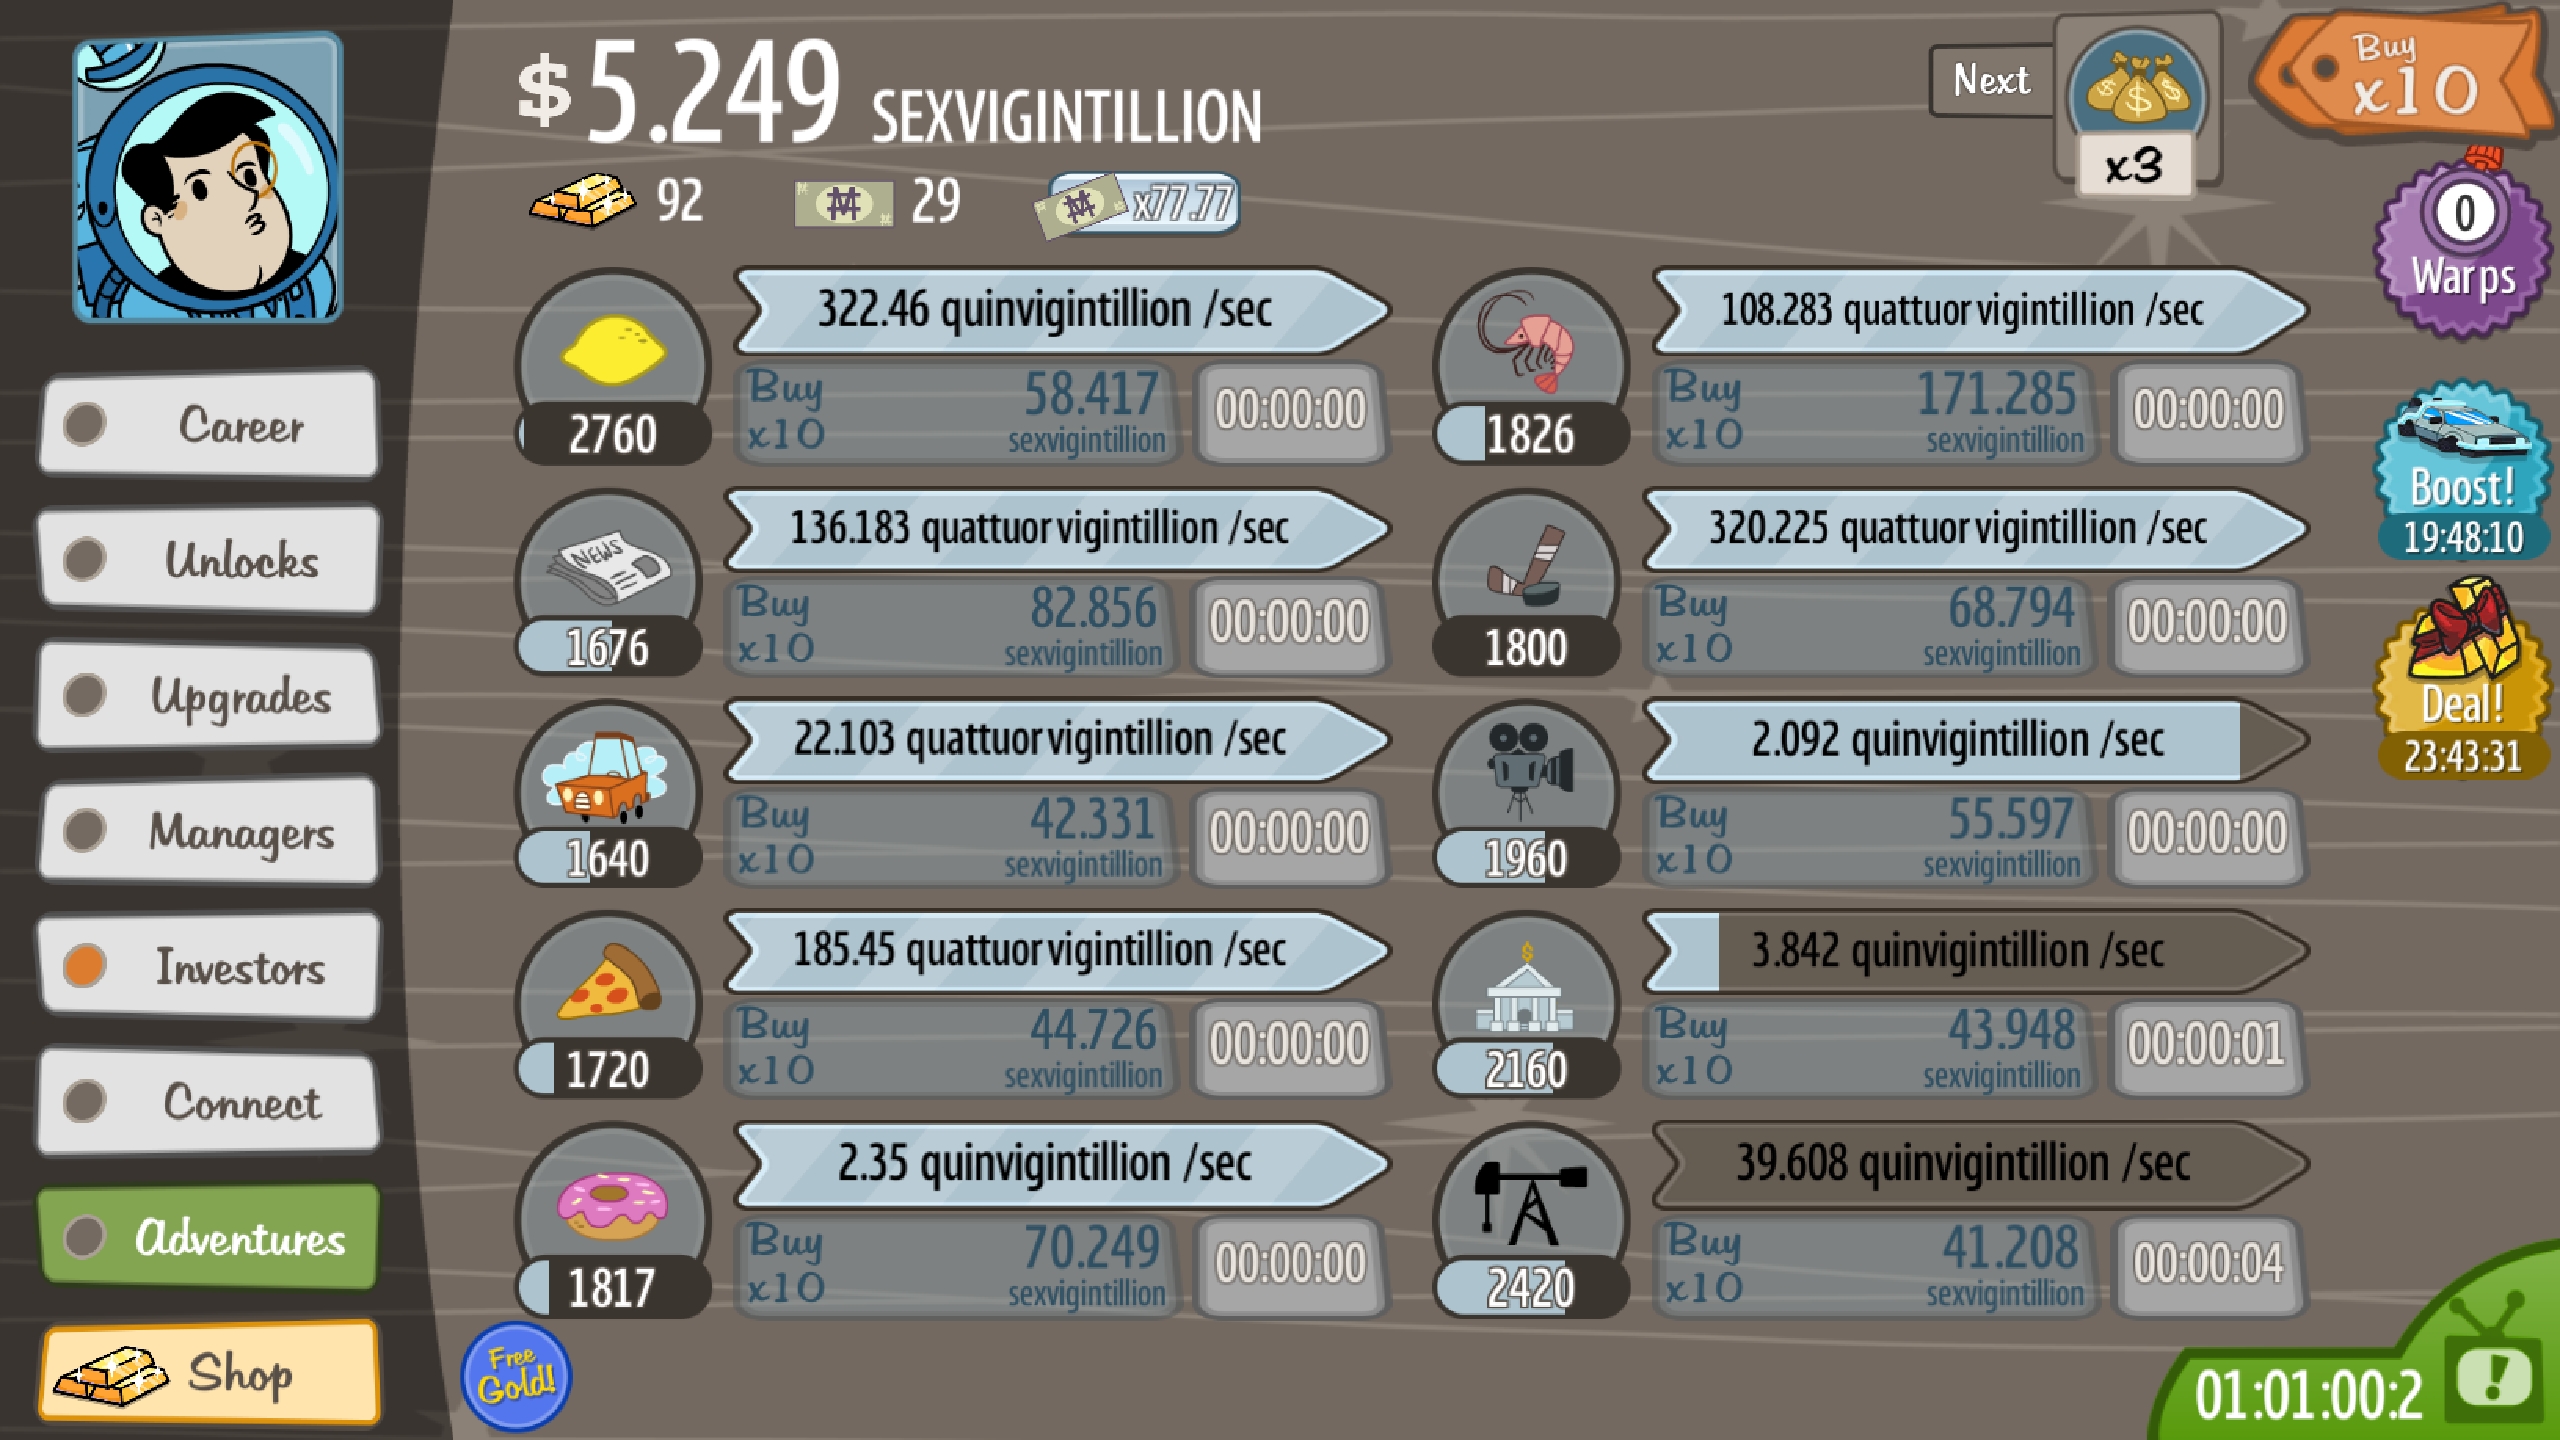 $5.249 SEXVIGINTILLION
92 29 x77.77
Next
x3
Buy
x10
0
Warps
Boost!
19:48:10
Deal!
23:43:31
Career
Unlocks
Upgrades
Managers
Investors
Connect
Adventures
Shop
322.46 quinvigintillion /sec
2760
Buy
x10
58.417
sexvigintillion
00:00:00
NEWS
136.183 quattuorvigintillion /sec
1676
Buy
x10
82.856
sexvigintillion
00:00:00
22.103 quattuorvigintillion /sec
1640
Buy
x10
42.331
sexvigintillion
00:00:00
185.45 quattuorvigintillion /sec
1720
Buy
x10
44.726
sexvigintillion
00:00:00
2.35 quinvigintillion /sec
1817
Buy
x10
70.249
sexvigintillion
00:00:00
108.283 quattuorvigintillion /sec
1826
Buy
x10
171.285
sexvigintillion
00:00:00
320.225 quattuorvigintillion /sec
1800
Buy
x10
68.794
sexvigintillion
00:00:00
2.092 quinvigintillion /sec
1960
Buy
x10
55.597
sexvigintillion
00:00:00
3.842 quinvigintillion /sec
2160
Buy
x10
43.948
sexvigintillion
00:00:01
39.608 quinvigintillion /sec
2420
Buy
x10
41.208
sexvigintillion
00:00:04
Free
Gold!
01:01:00:2
!